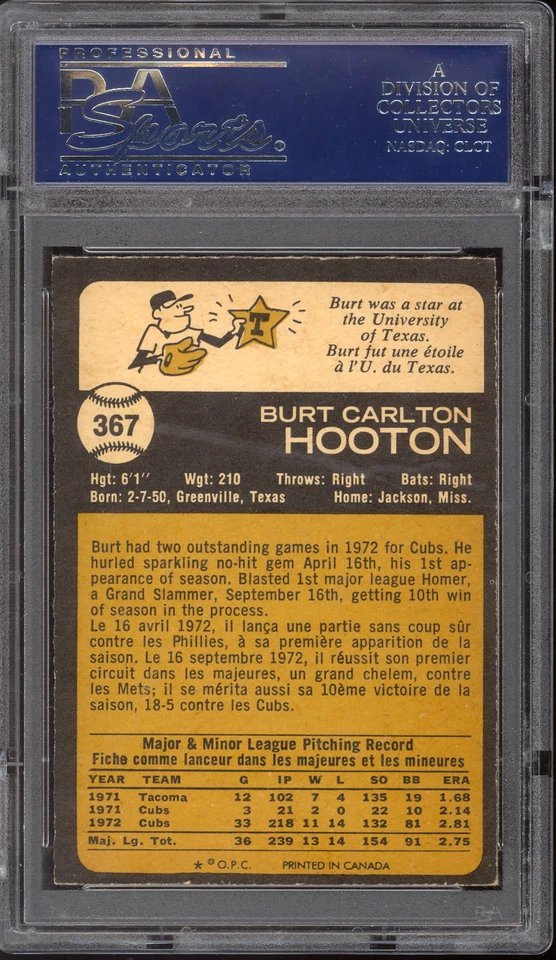 PROFESSIONAL
PSA
Sports®
AUTHENTICATOR
A
DIVISION OF
COLLECTORS
UNIVERSE
NASDAQ: CLCT
T
Burt was a star at
the University
of Texas.
Burt fut une étoile
à l'U. du Texas.
367
BURT CARLTON
HOOTON
Hgt: 6'1'' Wgt: 210 Throws: Right Bats: Right
Born: 2-7-50, Greenville, Texas Home: Jackson, Miss.
Burt had two outstanding games in 1972 for Cubs. He
hurled sparkling no-hit gem April 16th, his 1st ap-
pearance of season. Blasted 1st major league Homer,
a Grand Slammer, September 16th, getting 10th win
of season in the process.
Le 16 avril 1972, il lança une partie sans coup sûr
contre les Phillies, à sa première apparition de la
saison. Le 16 septembre 1972, il réussit son premier
circuit dans les majeures, un grand chelem, contre
les Mets; il se mérita aussi sa 10ème victoire de la
saison, 18-5 contre les Cubs.
Major & Minor League Pitching Record
Fiche comme lanceur dans les majeures et les mineures
YEAR TEAM G IP W L SO BB ERA
1971 Tacoma 12 102 7 4 135 19 1.68
1971 Cubs 3 21 2 0 22 10 2.14
1972 Cubs 33 218 11 14 132 81 2.81
Maj. Lg. Tot. 36 239 13 14 154 91 2.75
* © O.P.C. PRINTED IN CANADA
PSA